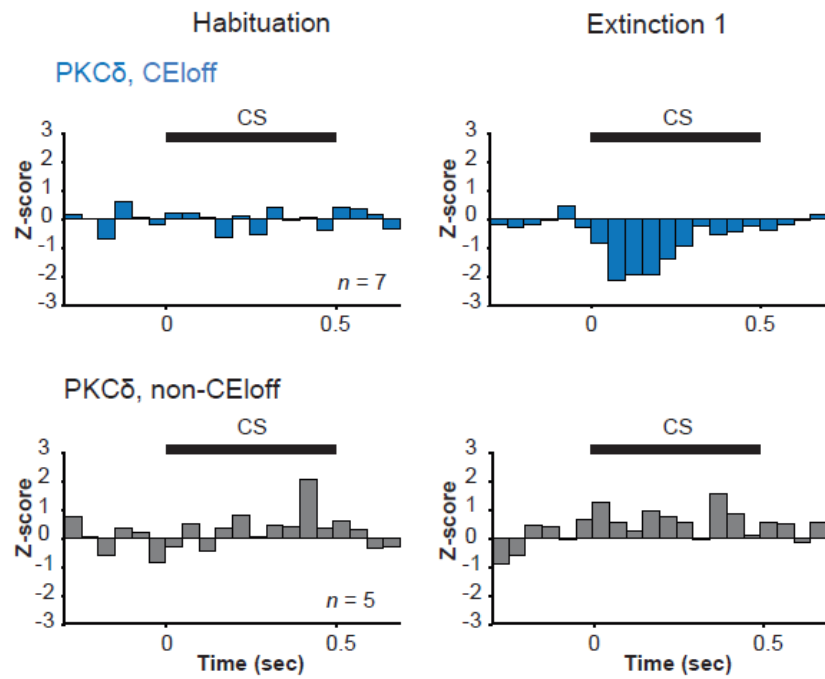 Habituation
Extinction 1
PKCδ, CEloff
CS
CS
Z-score
3
2
1
0
-1
-2
-3
n = 7
0
0.5
Z-score
3
2
1
0
-1
-2
-3
0
0.5
PKCδ, non-CEloff
CS
CS
Z-score
3
2
1
0
-1
-2
-3
n = 5
0
0.5
Time (sec)
Z-score
3
2
1
0
-1
-2
-3
0
0.5
Time (sec)